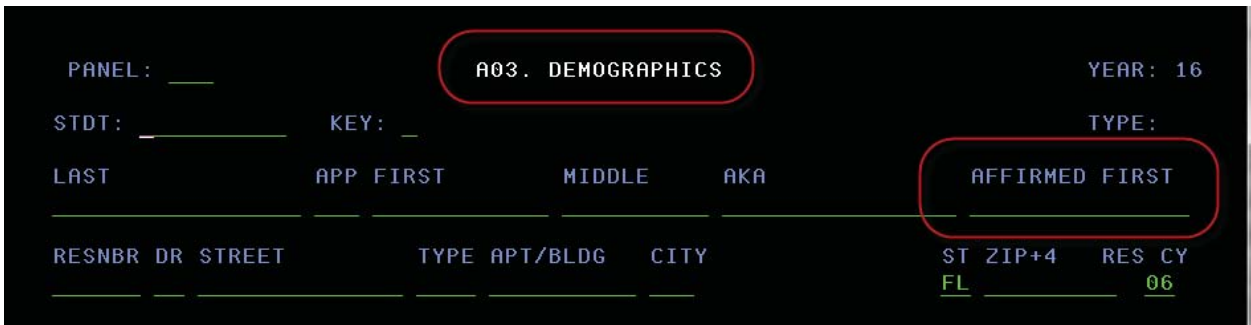 PANEL: A03. DEMOGRAPHICS YEAR: 16
STDT: KEY: TYPE:
LAST APP FIRST MIDDLE AKA AFFIRMED FIRST
RESNBR DR STREET TYPE APT/BLDG CITY ST ZIP+4 RES CY
FL 06